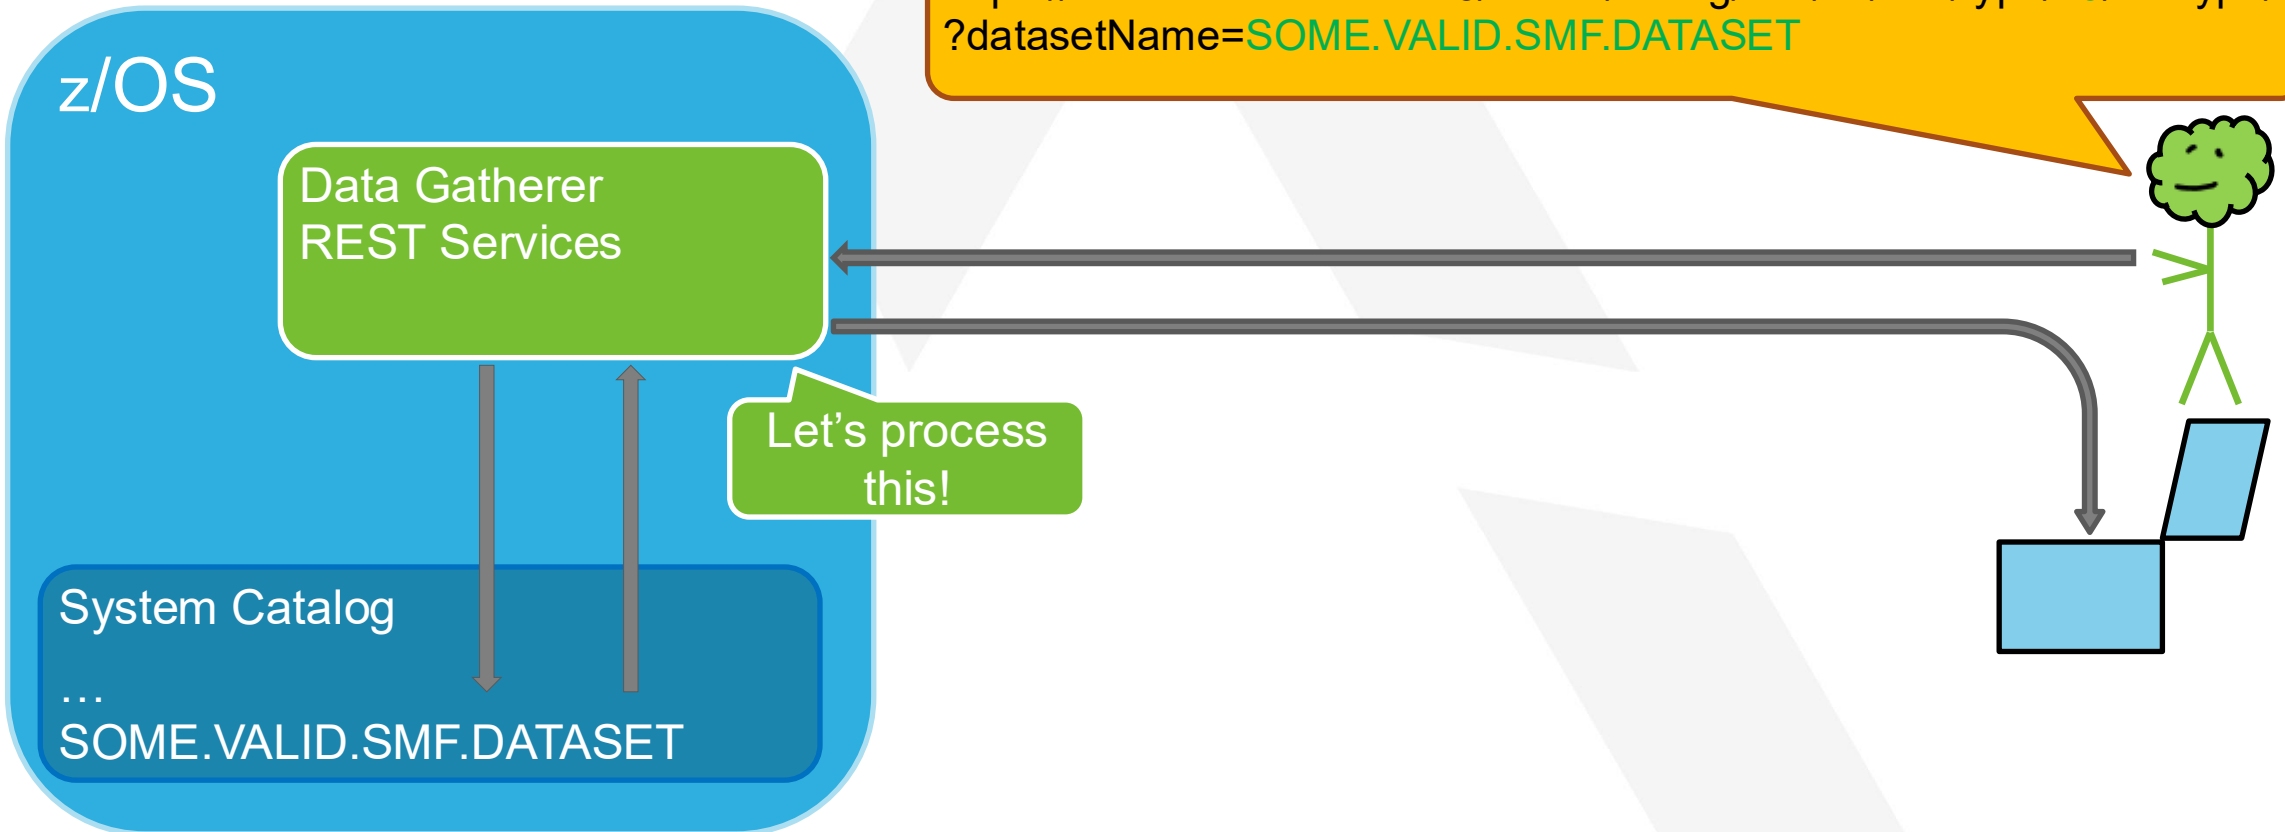 ?datasetName=SOME.VALID.SMF.DATASET
z/OS
Data Gatherer
REST Services
Let’s process
this!
System Catalog
…
SOME.VALID.SMF.DATASET